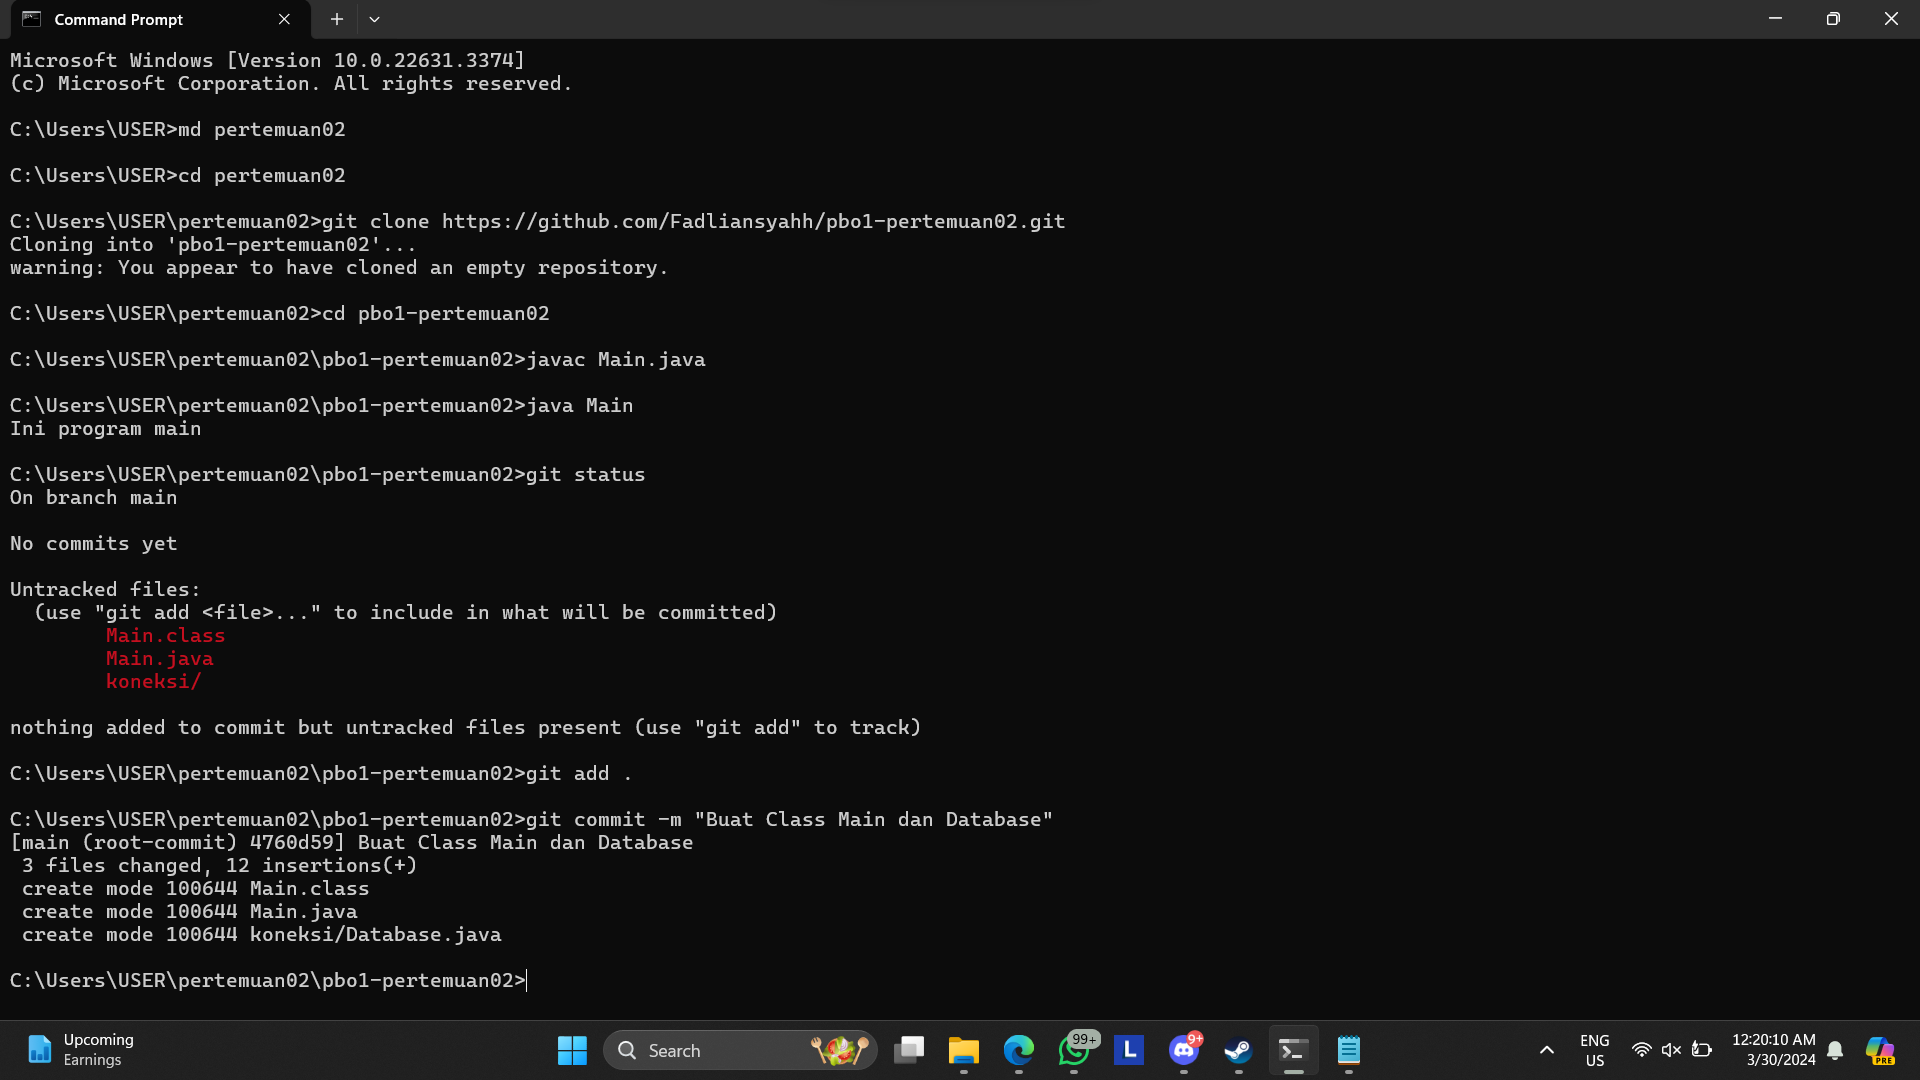 Command Prompt
Microsoft Windows [Version 10.0.22631.3374]
(c) Microsoft Corporation. All rights reserved.
C:\Users\USER>md pertemuan02
C:\Users\USER>cd pertemuan02
C:\Users\USER\pertemuan02>git clone https://github.com/Fadliansyahh/pbo1-pertemuan02.git
Cloning into 'pbo1-pertemuan02'...
warning: You appear to have cloned an empty repository.
C:\Users\USER\pertemuan02>cd pbo1-pertemuan02
C:\Users\USER\pertemuan02\pbo1-pertemuan02>javac Main.java
C:\Users\USER\pertemuan02\pbo1-pertemuan02>java Main
Ini program main
C:\Users\USER\pertemuan02\pbo1-pertemuan02>git status
On branch main
No commits yet
Untracked files:
  (use "git add <file>..." to include in what will be committed)
        Main.class
        Main.java
        koneksi/
nothing added to commit but untracked files present (use "git add" to track)
C:\Users\USER\pertemuan02\pbo1-pertemuan02>git add .
C:\Users\USER\pertemuan02\pbo1-pertemuan02>git commit -m "Buat Class Main dan Database"
[main (root-commit) 4760d59] Buat Class Main dan Database
 3 files changed, 12 insertions(+)
 create mode 100644 Main.class
 create mode 100644 Main.java
 create mode 100644 koneksi/Database.java
C:\Users\USER\pertemuan02\pbo1-pertemuan02>
Upcoming
Earnings
Search
99+
L
9+
ENG
US
12:20:10 AM
3/30/2024
PRE